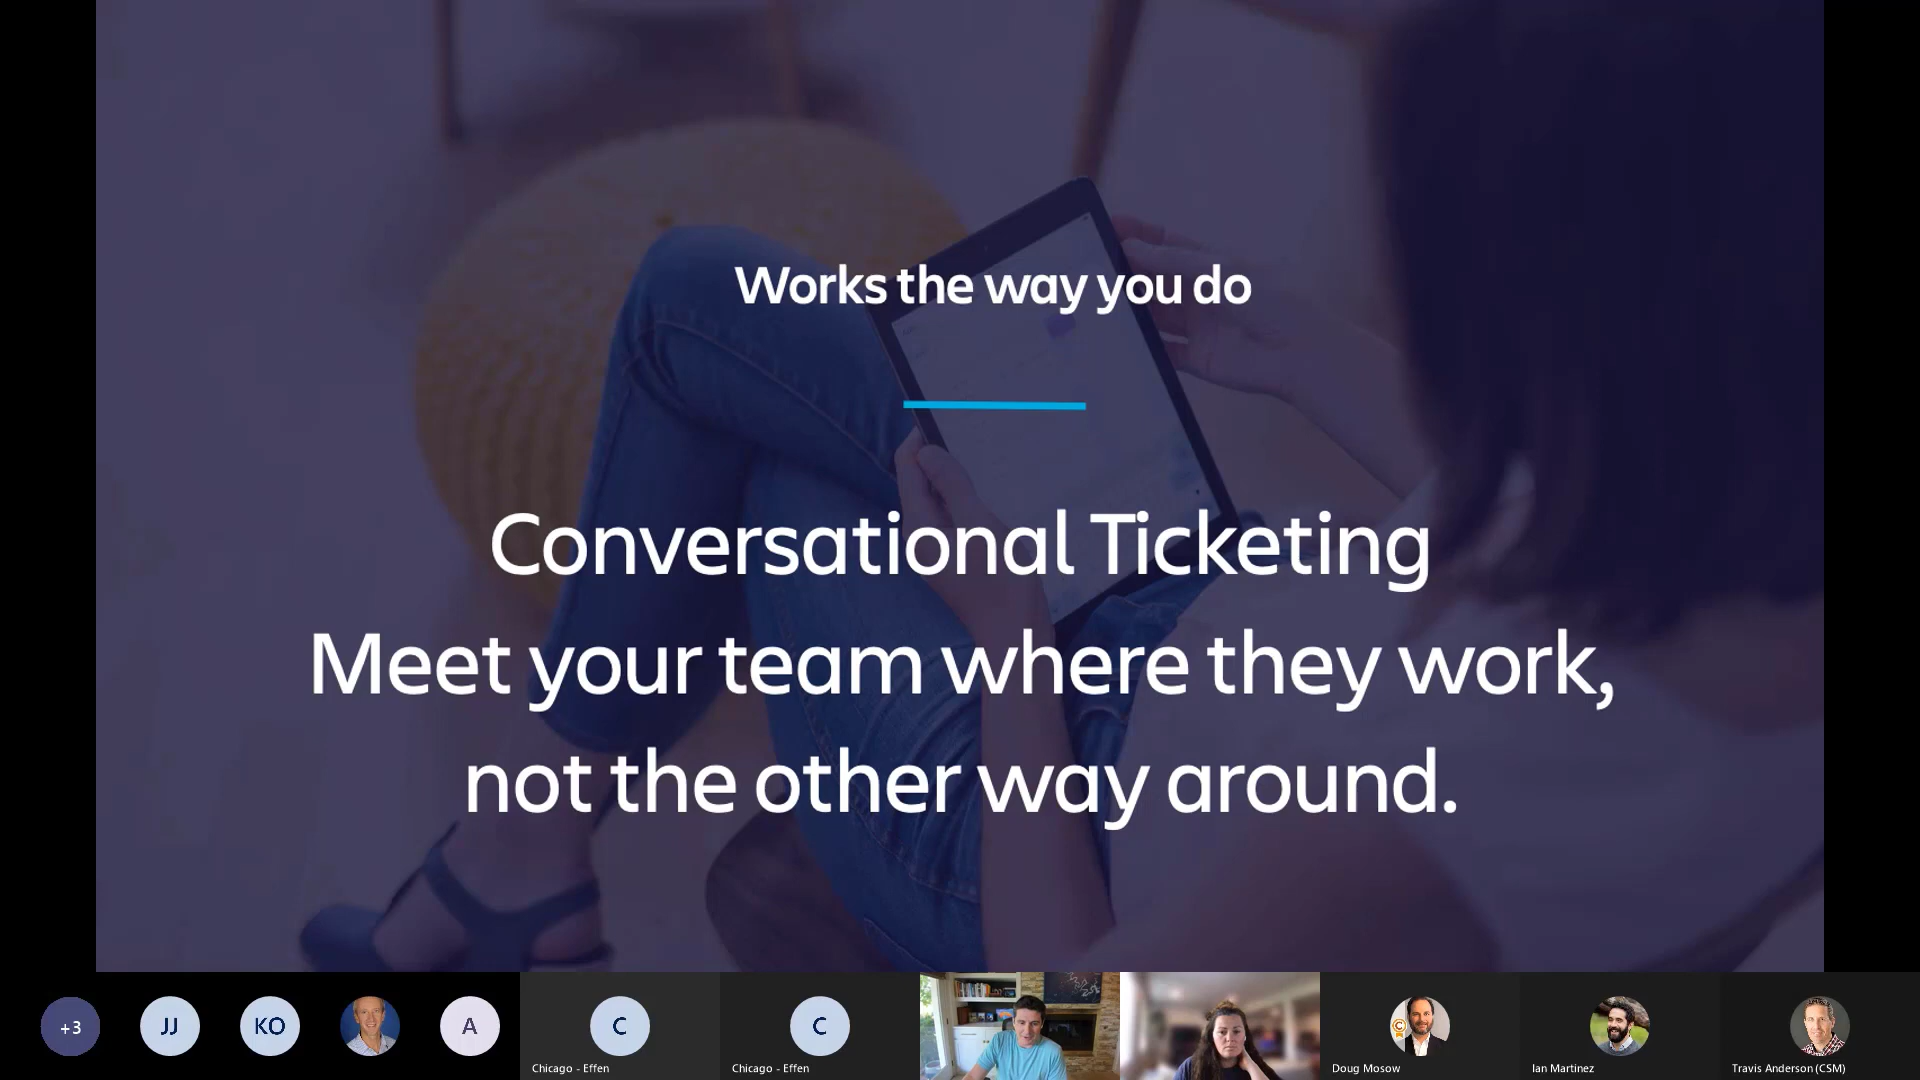 Works the way you do
Conversational Ticketing
Meet your team where they work,
not the other way around.
+3
JJ
KO
A
C
Chicago - Effen
C
Chicago - Effen
Doug Mosow
Ian Martinez
Travis Anderson (CSM)